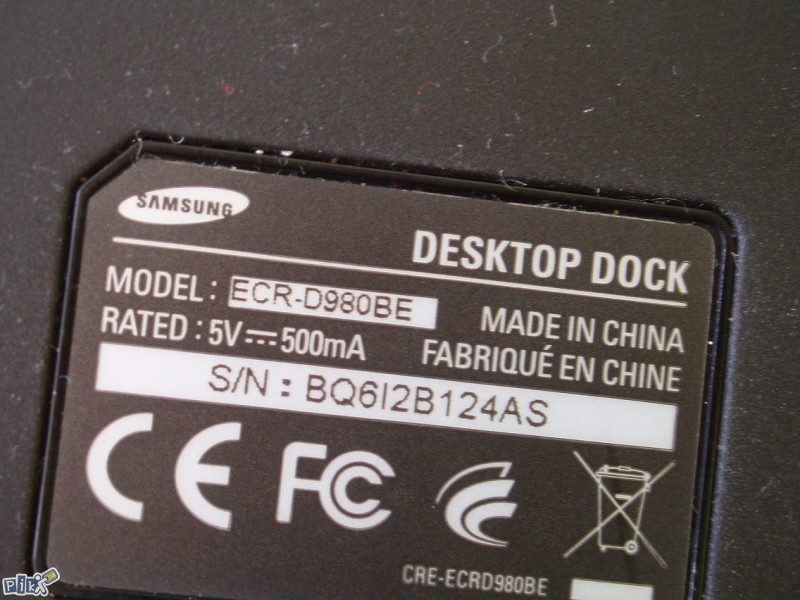 SAMSUNG
DESKTOP DOCK
MODEL : ECR-D980BE
MADE IN CHINA
RATED : 5V⎓500mA
FABRIQUÉ EN CHINE
S/N : BQ6I2B124AS
CE FC
CRE-ECRD980BE